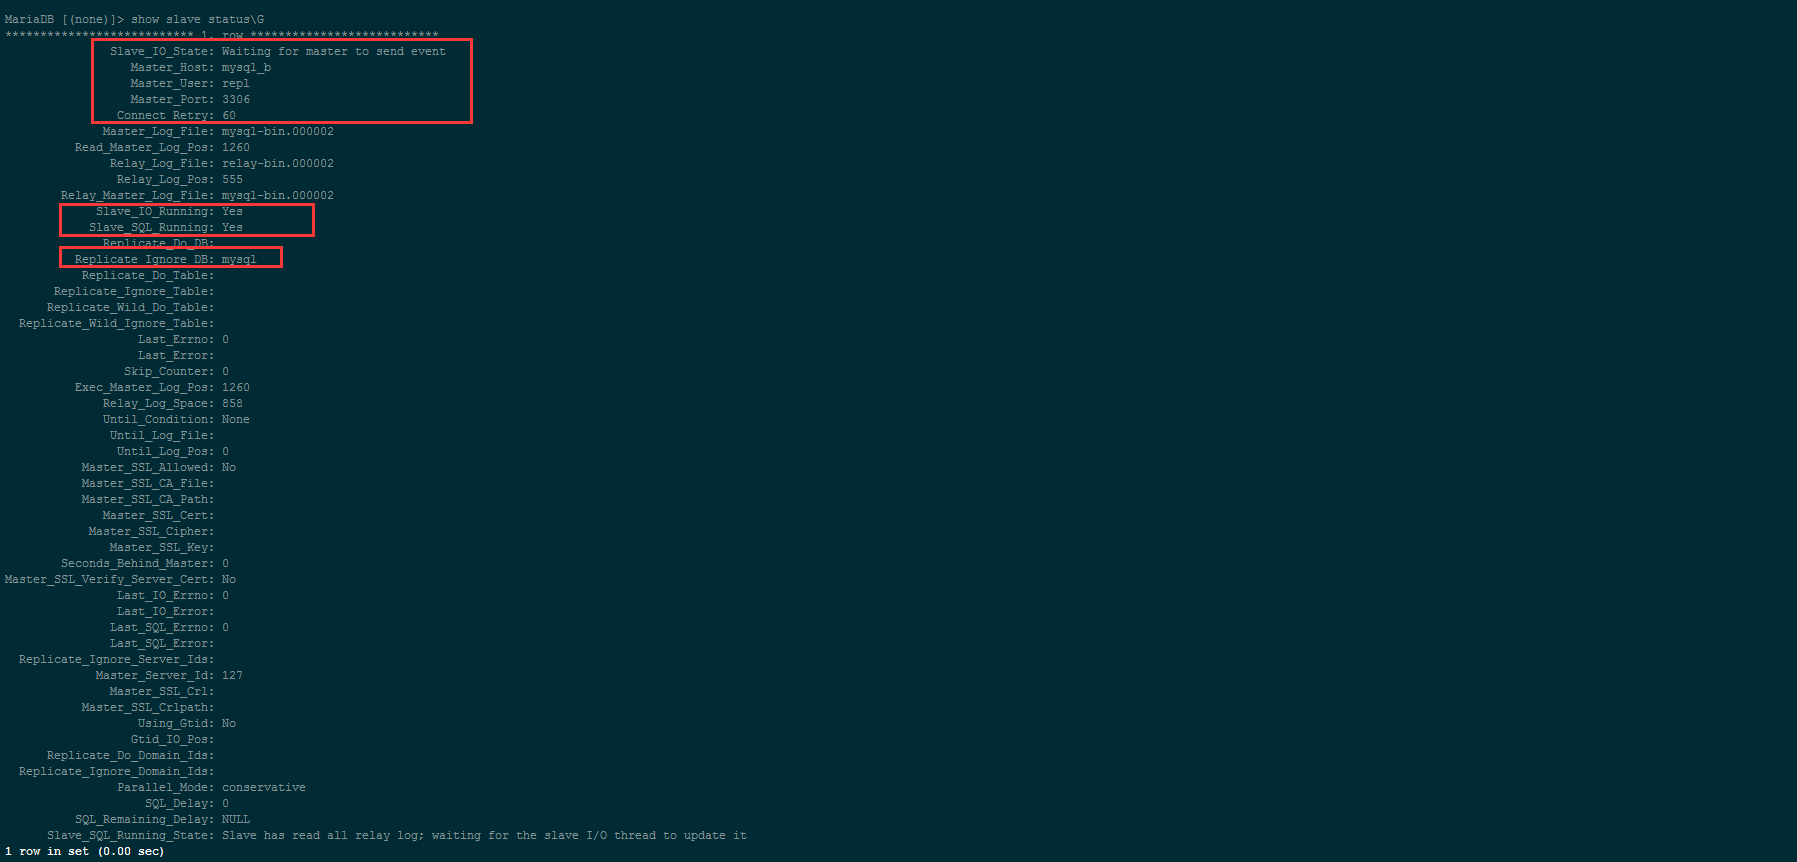 MariaDB [(none)]> show slave status\G
*************************** 1. row ***************************
Slave_IO_State: Waiting for master to send event
Master_Host: mysql_b
Master_User: repl
Master_Port: 3306
Connect_Retry: 60
Master_Log_File: mysql-bin.000002
Read_Master_Log_Pos: 1260
Relay_Log_File: relay-bin.000002
Relay_Log_Pos: 555
Relay_Master_Log_File: mysql-bin.000002
Slave_IO_Running: Yes
Slave_SQL_Running: Yes
Replicate_Do_DB:
Replicate_Ignore_DB: mysql
Replicate_Do_Table:
Replicate_Ignore_Table:
Replicate_Wild_Do_Table:
Replicate_Wild_Ignore_Table:
Last_Errno: 0
Last_Error:
Skip_Counter: 0
Exec_Master_Log_Pos: 1260
Relay_Log_Space: 858
Until_Condition: None
Until_Log_File:
Until_Log_Pos: 0
Master_SSL_Allowed: No
Master_SSL_CA_File:
Master_SSL_CA_Path:
Master_SSL_Cert:
Master_SSL_Cipher:
Master_SSL_Key:
Seconds_Behind_Master: 0
Master_SSL_Verify_Server_Cert: No
Last_IO_Errno: 0
Last_IO_Error:
Last_SQL_Errno: 0
Last_SQL_Error:
Replicate_Ignore_Server_Ids:
Master_Server_Id: 127
Master_SSL_Crl:
Master_SSL_Crlpath:
Using_Gtid: No
Gtid_IO_Pos:
Replicate_Do_Domain_Ids:
Replicate_Ignore_Domain_Ids:
Parallel_Mode: conservative
SQL_Delay: 0
SQL_Remaining_Delay: NULL
Slave_SQL_Running_State: Slave has read all relay log; waiting for the slave I/O thread to update it
1 row in set (0.00 sec)